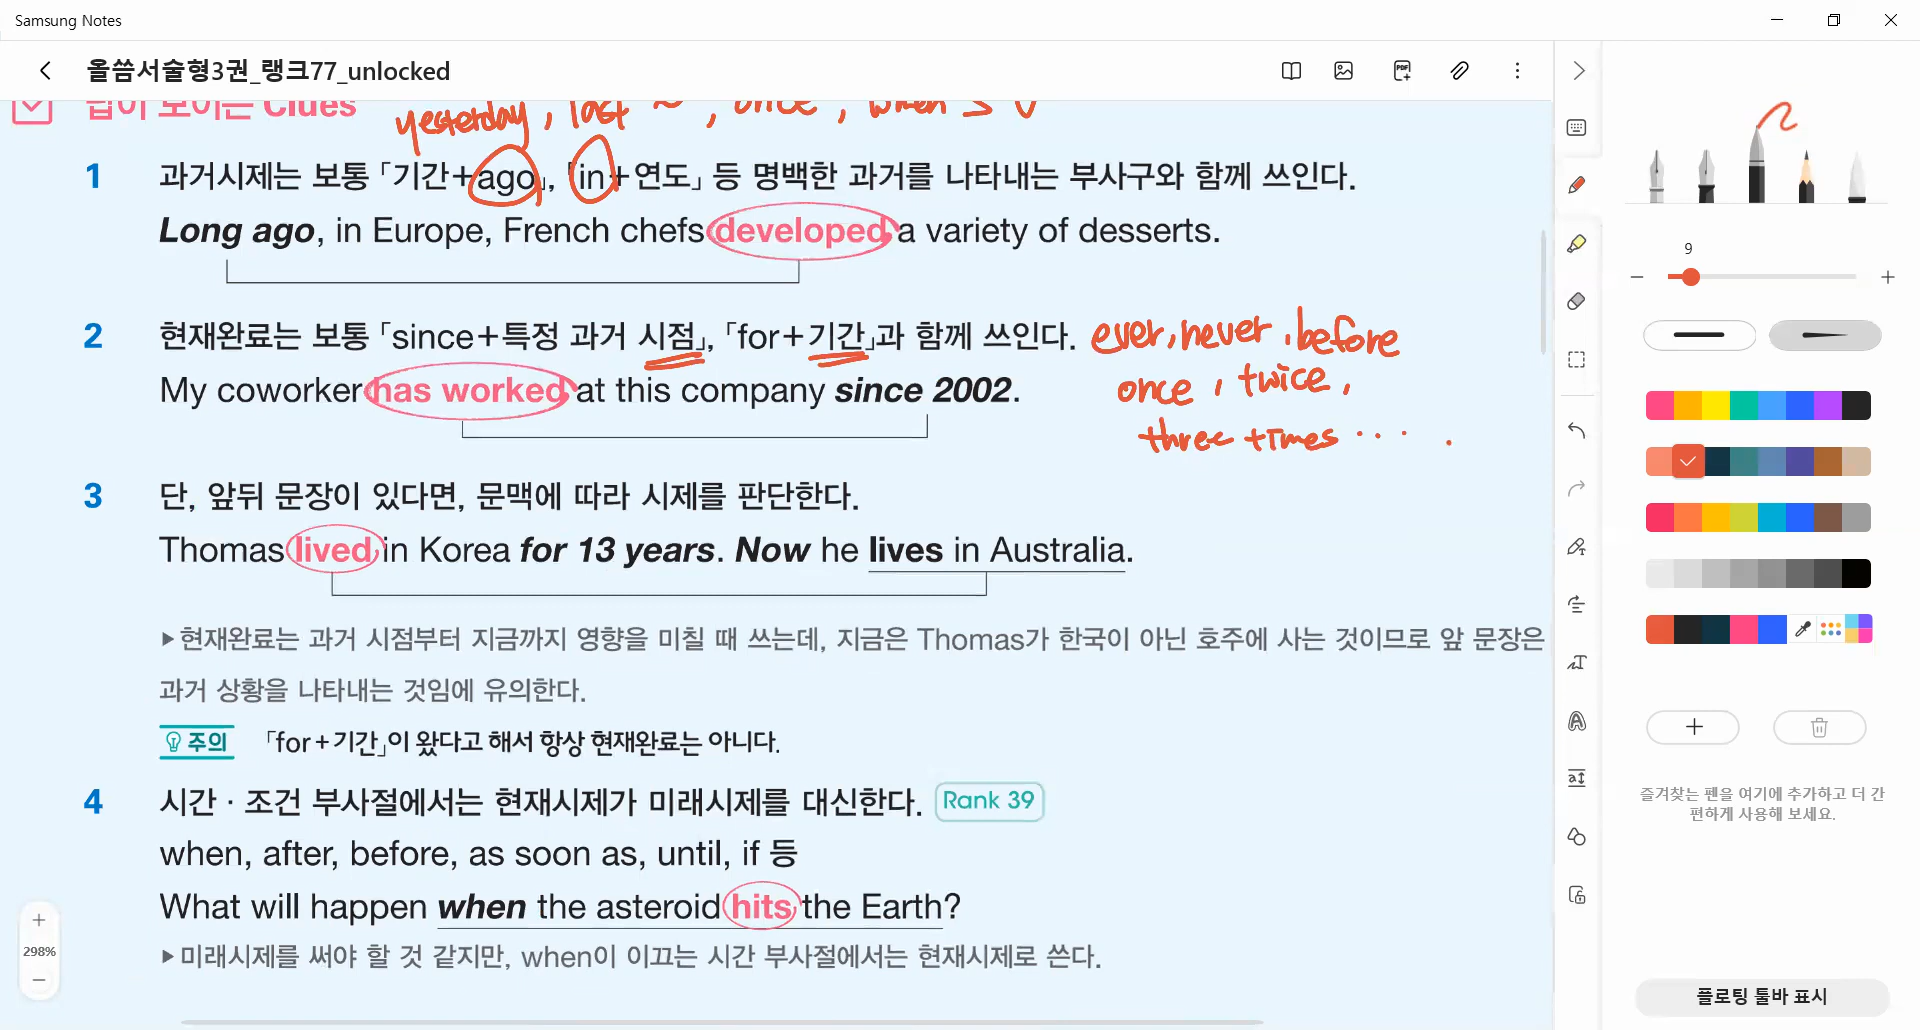 Samsung Notes
올씀서술형3권_랭크77_unlocked
답이 보이는 Clues
yesterday, last ~, once, when S V
1 과거시제는 보통 「기간+ago」, 「in+연도」 등 명백한 과거를 나타내는 부사구와 함께 쓰인다.
Long ago, in Europe, French chefs developed a variety of desserts.
2 현재완료는 보통 「since+특정 과거 시점」, 「for+기간」과 함께 쓰인다. ever, never, before
My coworker has worked at this company since 2002. once, twice,
three times ....
3 단, 앞뒤 문장이 있다면, 문맥에 따라 시제를 판단한다.
Thomas lived in Korea for 13 years. Now he lives in Australia.
▶현재완료는 과거 시점부터 지금까지 영향을 미칠 때 쓰는데, 지금은 Thomas가 한국이 아닌 호주에 사는 것이므로 앞 문장은
과거 상황을 나타내는 것임에 유의한다.
주의 「for+기간」이 왔다고 해서 항상 현재완료는 아니다.
4 시간·조건 부사절에서는 현재시제가 미래시제를 대신한다. Rank 39
when, after, before, as soon as, until, if 등
What will happen when the asteroid hits the Earth?
▶미래시제를 써야 할 것 같지만, when이 이끄는 시간 부사절에서는 현재시제로 쓴다.
298%
9
즐겨찾는 펜을 여기에 추가하고 더 간
편하게 사용해 보세요.
플로팅 툴바 표시